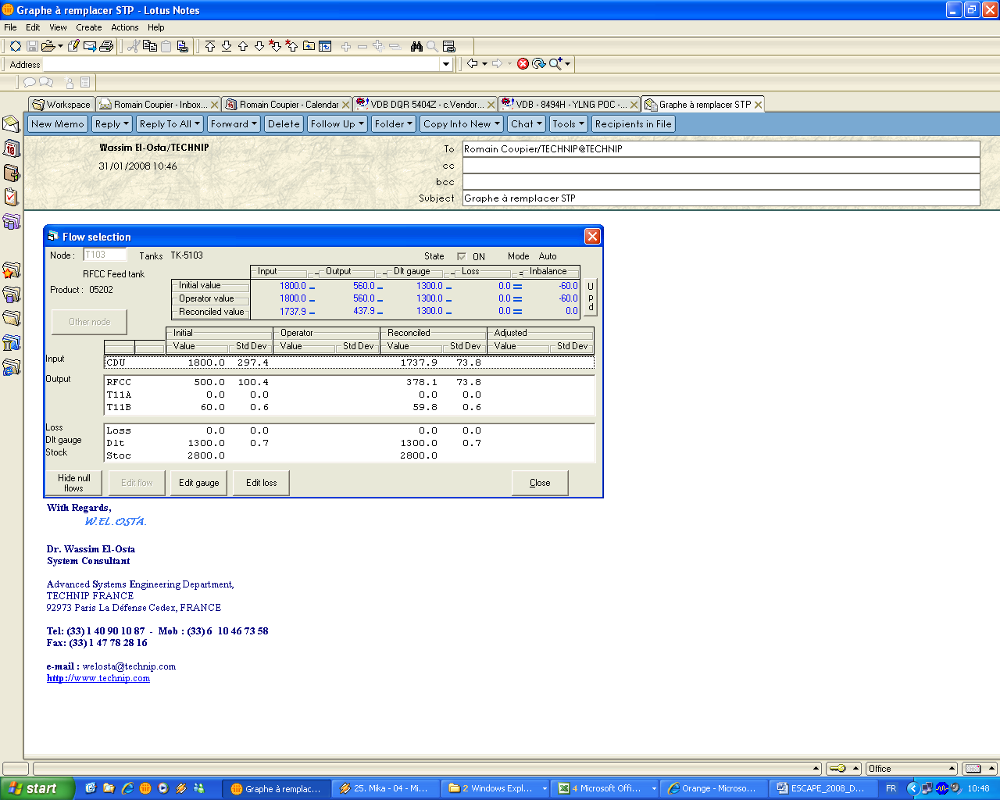 Graphe à remplacer STP - Lotus Notes
File Edit View Create Actions Help
Address
Workspace Romain Coupier - Inbox... Romain Coupier - Calendar VDB DQR 5404Z - c.Vendor... VDB - 8494H - YLNG POC -... Graphe à remplacer STP
New Memo Reply Reply To All Forward Delete Follow Up Folder Copy Into New Chat Tools Recipients in File
Wassim El-Osta/TECHNIP To Romain Coupier/TECHNIP@TECHNIP
31/01/2008 10:46 cc
bcc
Subject Graphe à remplacer STP
Flow selection
Node : T103 Tanks TK-5103 State ON Mode Auto
RFCC Feed tank Input - Output - Dlt gauge - Loss = Inbalance
Product : 05202 Initial value 1800.0 - 560.0 - 1300.0 - 0.0 = -60.0
Operator value 1800.0 - 560.0 - 1300.0 - 0.0 = -60.0
Reconciled value 1737.9 - 437.9 - 1300.0 - 0.0 = 0.0
Upd
Other node
Initial Operator Reconciled Adjusted
Value Std Dev Value Std Dev Value Std Dev Value Std Dev
Input CDU 1800.0 297.4 1737.9 73.8
Output RFCC 500.0 100.4 378.1 73.8
T11A 0.0 0.0 0.0 0.0
T11B 60.0 0.6 59.8 0.6
Loss Loss 0.0 0.0 0.0 0.0
Dlt gauge Dlt 1300.0 0.7 1300.0 0.7
Stock Stoc 2800.0 2800.0
Hide null flows Edit flow Edit gauge Edit loss Close
With Regards,
W.EL.OSTA.
Dr. Wassim El-Osta
System Consultant
Advanced Systems Engineering Department,
TECHNIP FRANCE
92973 Paris La Défense Cedex, FRANCE
Tel: (33) 1 40 90 10 87 - Mob : (33) 6 10 46 73 58
Fax: (33) 1 47 78 28 16
e-mail : welosta@technip.com
http://www.technip.com
Office
start Graphe à remplac... 25. Mika - 04 - Mi... 2 Windows Expl... 4 Microsoft Offi... Orange - Microso... ESCAPE_2008_D... FR 10:48